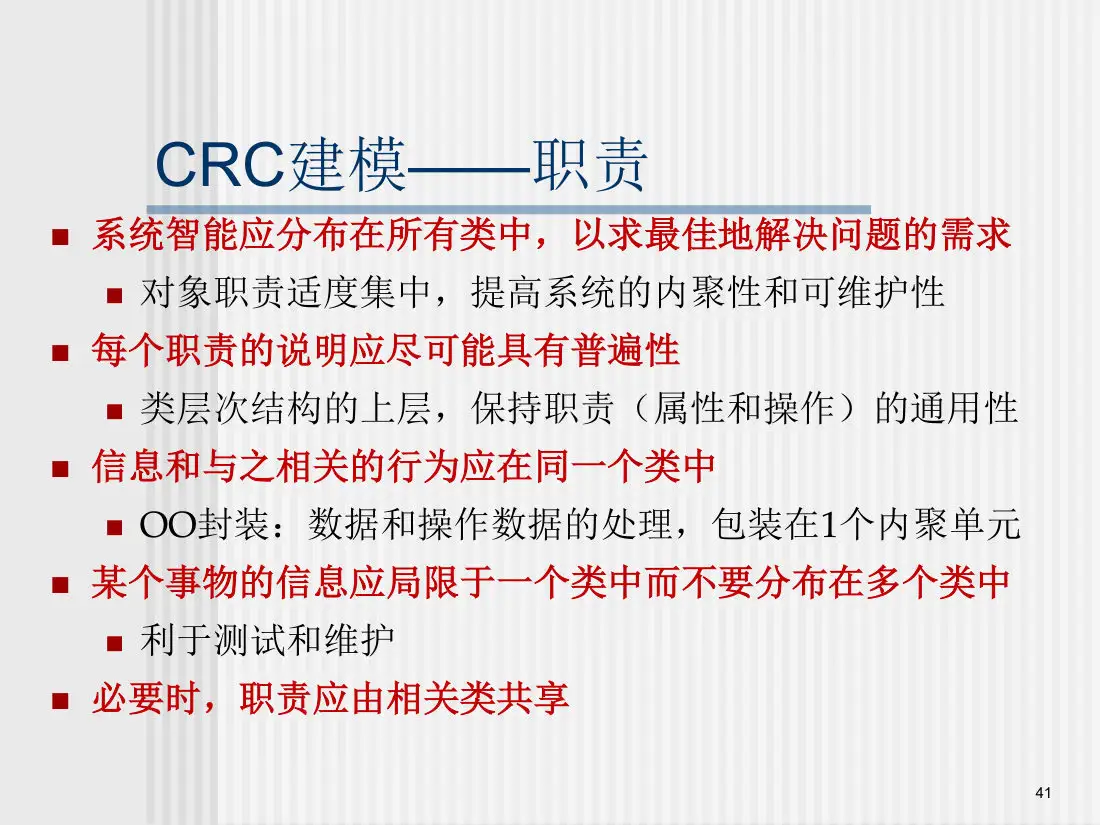 CRC建模——职责
系统智能应分布在所有类中，以求最佳地解决问题的需求
对象职责适度集中，提高系统的内聚性和可维护性
每个职责的说明应尽可能具有普遍性
类层次结构的上层，保持职责（属性和操作）的通用性
信息和与之相关的行为应在同一个类中
OO封装：数据和操作数据的处理，包装在1个内聚单元
某个事物的信息应局限于一个类中而不要分布在多个类中
利于测试和维护
必要时，职责应由相关类共享
41